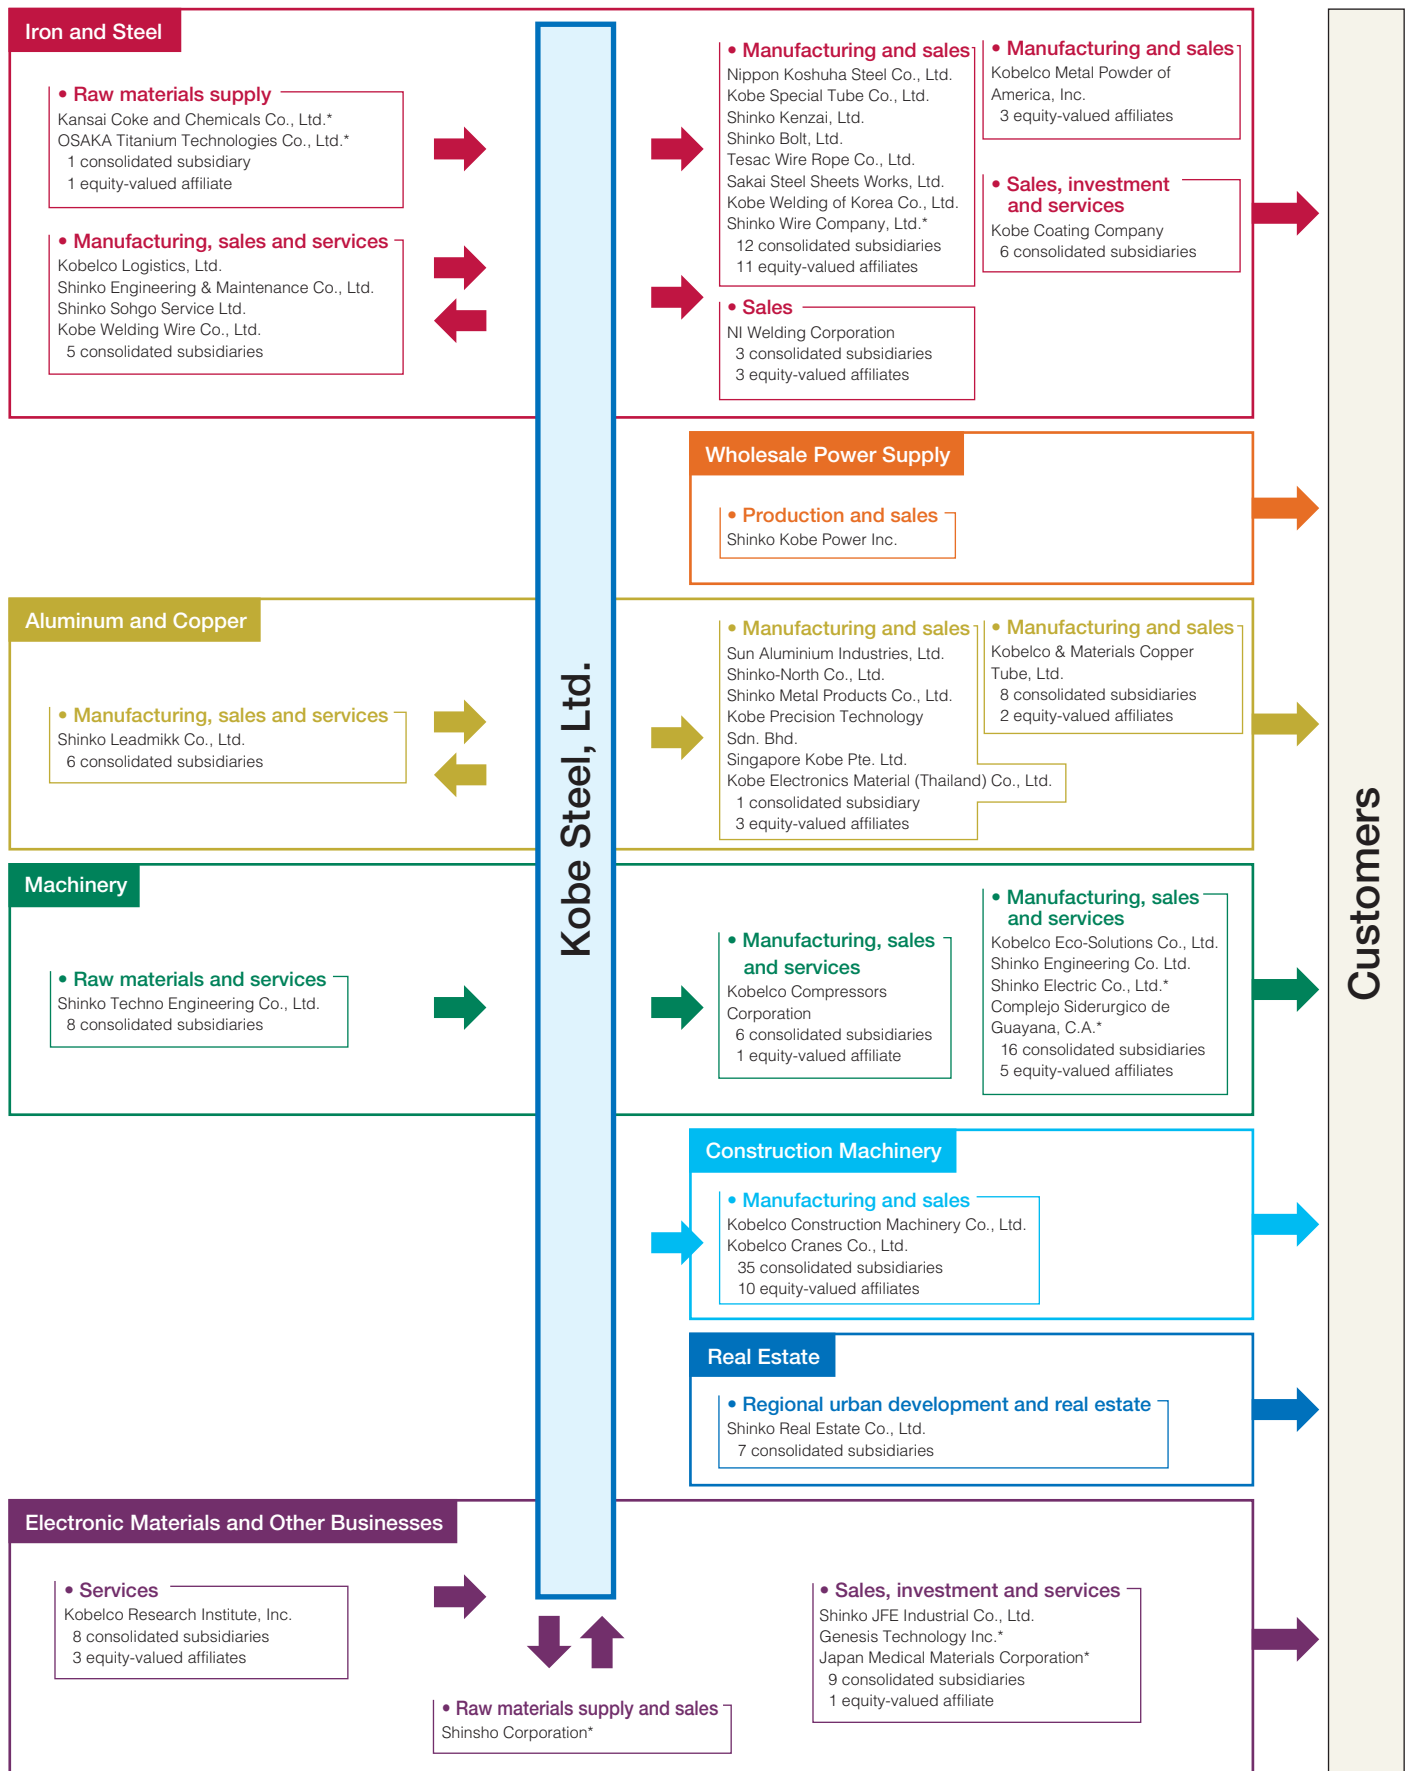 Iron and Steel
• Raw materials supply
Kansai Coke and Chemicals Co., Ltd.*
OSAKA Titanium Technologies Co., Ltd.*
1 consolidated subsidiary
1 equity-valued affiliate
• Manufacturing, sales and services
Kobelco Logistics, Ltd.
Shinko Engineering & Maintenance Co., Ltd.
Shinko Sohgo Service Ltd.
Kobe Welding Wire Co., Ltd.
5 consolidated subsidiaries
• Manufacturing and sales
Nippon Koshuha Steel Co., Ltd.
Kobe Special Tube Co., Ltd.
Shinko Kenzai, Ltd.
Shinko Bolt, Ltd.
Tesac Wire Rope Co., Ltd.
Sakai Steel Sheets Works, Ltd.
Kobe Welding of Korea Co., Ltd.
Shinko Wire Company, Ltd.*
12 consolidated subsidiaries
11 equity-valued affiliates
• Sales
NI Welding Corporation
3 consolidated subsidiaries
3 equity-valued affiliates
• Manufacturing and sales
Kobelco Metal Powder of
America, Inc.
3 equity-valued affiliates
• Sales, investment
and services
Kobe Coating Company
6 consolidated subsidiaries
Wholesale Power Supply
• Production and sales
Shinko Kobe Power Inc.
Aluminum and Copper
• Manufacturing, sales and services
Shinko Leadmikk Co., Ltd.
6 consolidated subsidiaries
• Manufacturing and sales
Sun Aluminium Industries, Ltd.
Shinko-North Co., Ltd.
Shinko Metal Products Co., Ltd.
Kobe Precision Technology
Sdn. Bhd.
Singapore Kobe Pte. Ltd.
Kobe Electronics Material (Thailand) Co., Ltd.
1 consolidated subsidiary
3 equity-valued affiliates
• Manufacturing and sales
Kobelco & Materials Copper
Tube, Ltd.
8 consolidated subsidiaries
2 equity-valued affiliates
Kobe Steel, Ltd.
Customers
Machinery
• Raw materials and services
Shinko Techno Engineering Co., Ltd.
8 consolidated subsidiaries
• Manufacturing, sales
and services
Kobelco Compressors
Corporation
6 consolidated subsidiaries
1 equity-valued affiliate
• Manufacturing, sales
and services
Kobelco Eco-Solutions Co., Ltd.
Shinko Engineering Co. Ltd.
Shinko Electric Co., Ltd.*
Complejo Siderurgico de
Guayana, C.A.*
16 consolidated subsidiaries
5 equity-valued affiliates
Construction Machinery
• Manufacturing and sales
Kobelco Construction Machinery Co., Ltd.
Kobelco Cranes Co., Ltd.
35 consolidated subsidiaries
10 equity-valued affiliates
Real Estate
• Regional urban development and real estate
Shinko Real Estate Co., Ltd.
7 consolidated subsidiaries
Electronic Materials and Other Businesses
• Services
Kobelco Research Institute, Inc.
8 consolidated subsidiaries
3 equity-valued affiliates
• Raw materials supply and sales
Shinsho Corporation*
• Sales, investment and services
Shinko JFE Industrial Co., Ltd.
Genesis Technology Inc.*
Japan Medical Materials Corporation*
9 consolidated subsidiaries
1 equity-valued affiliate